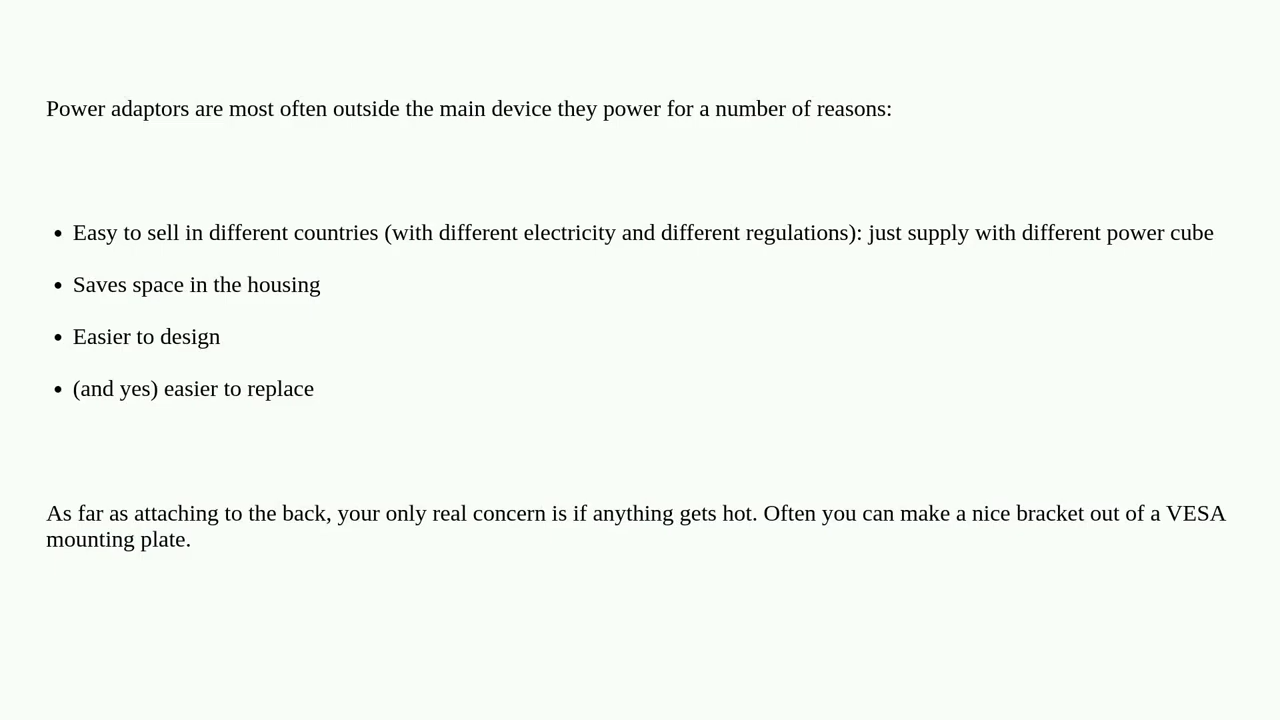 Power adaptors are most often outside the main device they power for a number of reasons:
• Easy to sell in different countries (with different electricity and different regulations): just supply with different power cube
• Saves space in the housing
• Easier to design
• (and yes) easier to replace
As far as attaching to the back, your only real concern is if anything gets hot. Often you can make a nice bracket out of a VESA
mounting plate.